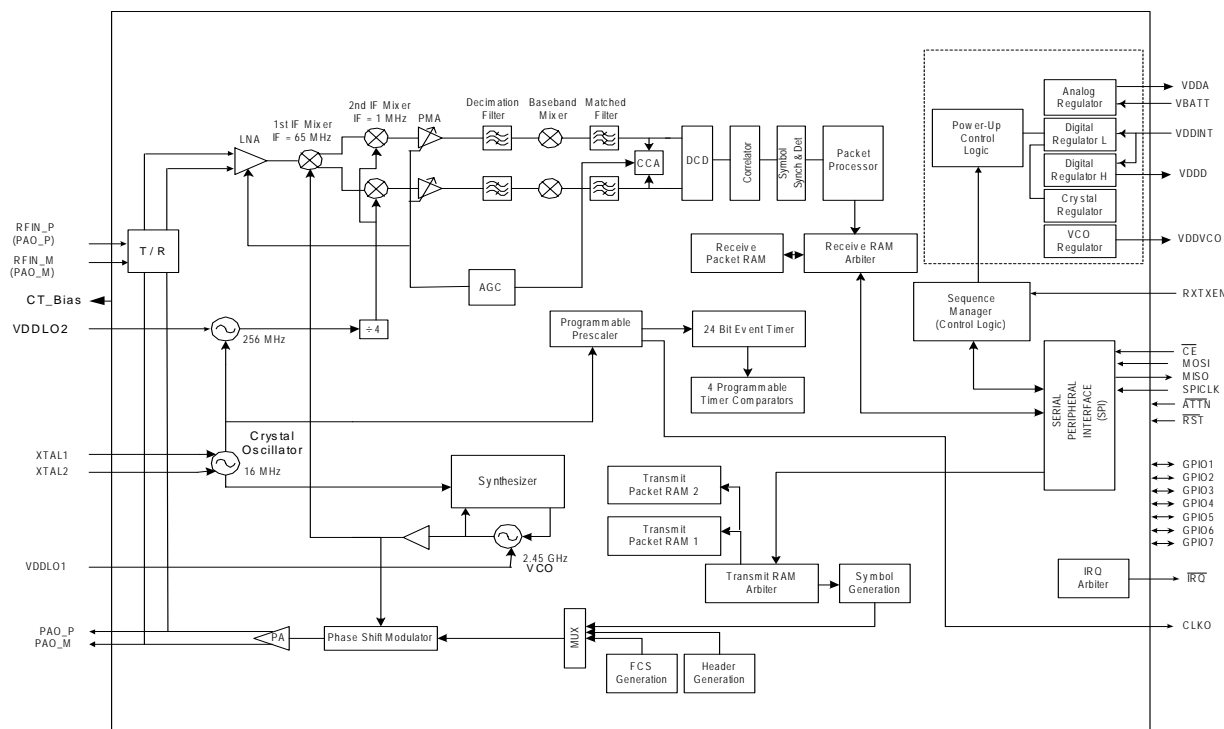 2nd IF Mixer
IF = 1 MHz
PMA
Decimation
Filter
Baseband
Mixer
Matched
Filter
1st IF Mixer
IF = 65 MHz
LNA
CCA
DCD
Correlator
Symbol
Synch & Det
Packet
Processor
Power-Up
Control
Logic
Analog
Regulator
Digital
Regulator L
Digital
Regulator H
Crystal
Regulator
VCO
Regulator
VDDA
VBATT
VDDINT
VDDD
VDDVCO
RFIN_P
(PAO_P)
RFIN_M
(PAO_M)
T / R
CT_Bias
VDDLO2
256 MHz
÷4
AGC
Receive
Packet RAM
Receive RAM
Arbiter
Sequence
Manager
(Control Logic)
RXTXEN
Programmable
Prescaler
24 Bit Event Timer
4 Programmable
Timer Comparators
SERIAL
PERIPHERAL
INTERFACE
(SPI)
CE
MOSI
MISO
SPICLK
ATTN
RST
XTAL1
XTAL2
Crystal
Oscillator
16 MHz
Synthesizer
2.45 GHz
VCO
VDDLO1
Transmit
Packet RAM 2
Transmit
Packet RAM 1
Transmit RAM
Arbiter
Symbol
Generation
GPIO1
GPIO2
GPIO3
GPIO4
GPIO5
GPIO6
GPIO7
IRQ
Arbiter
IRQ
CLKO
PAO_P
PAO_M
PA
Phase Shift Modulator
MUX
FCS
Generation
Header
Generation